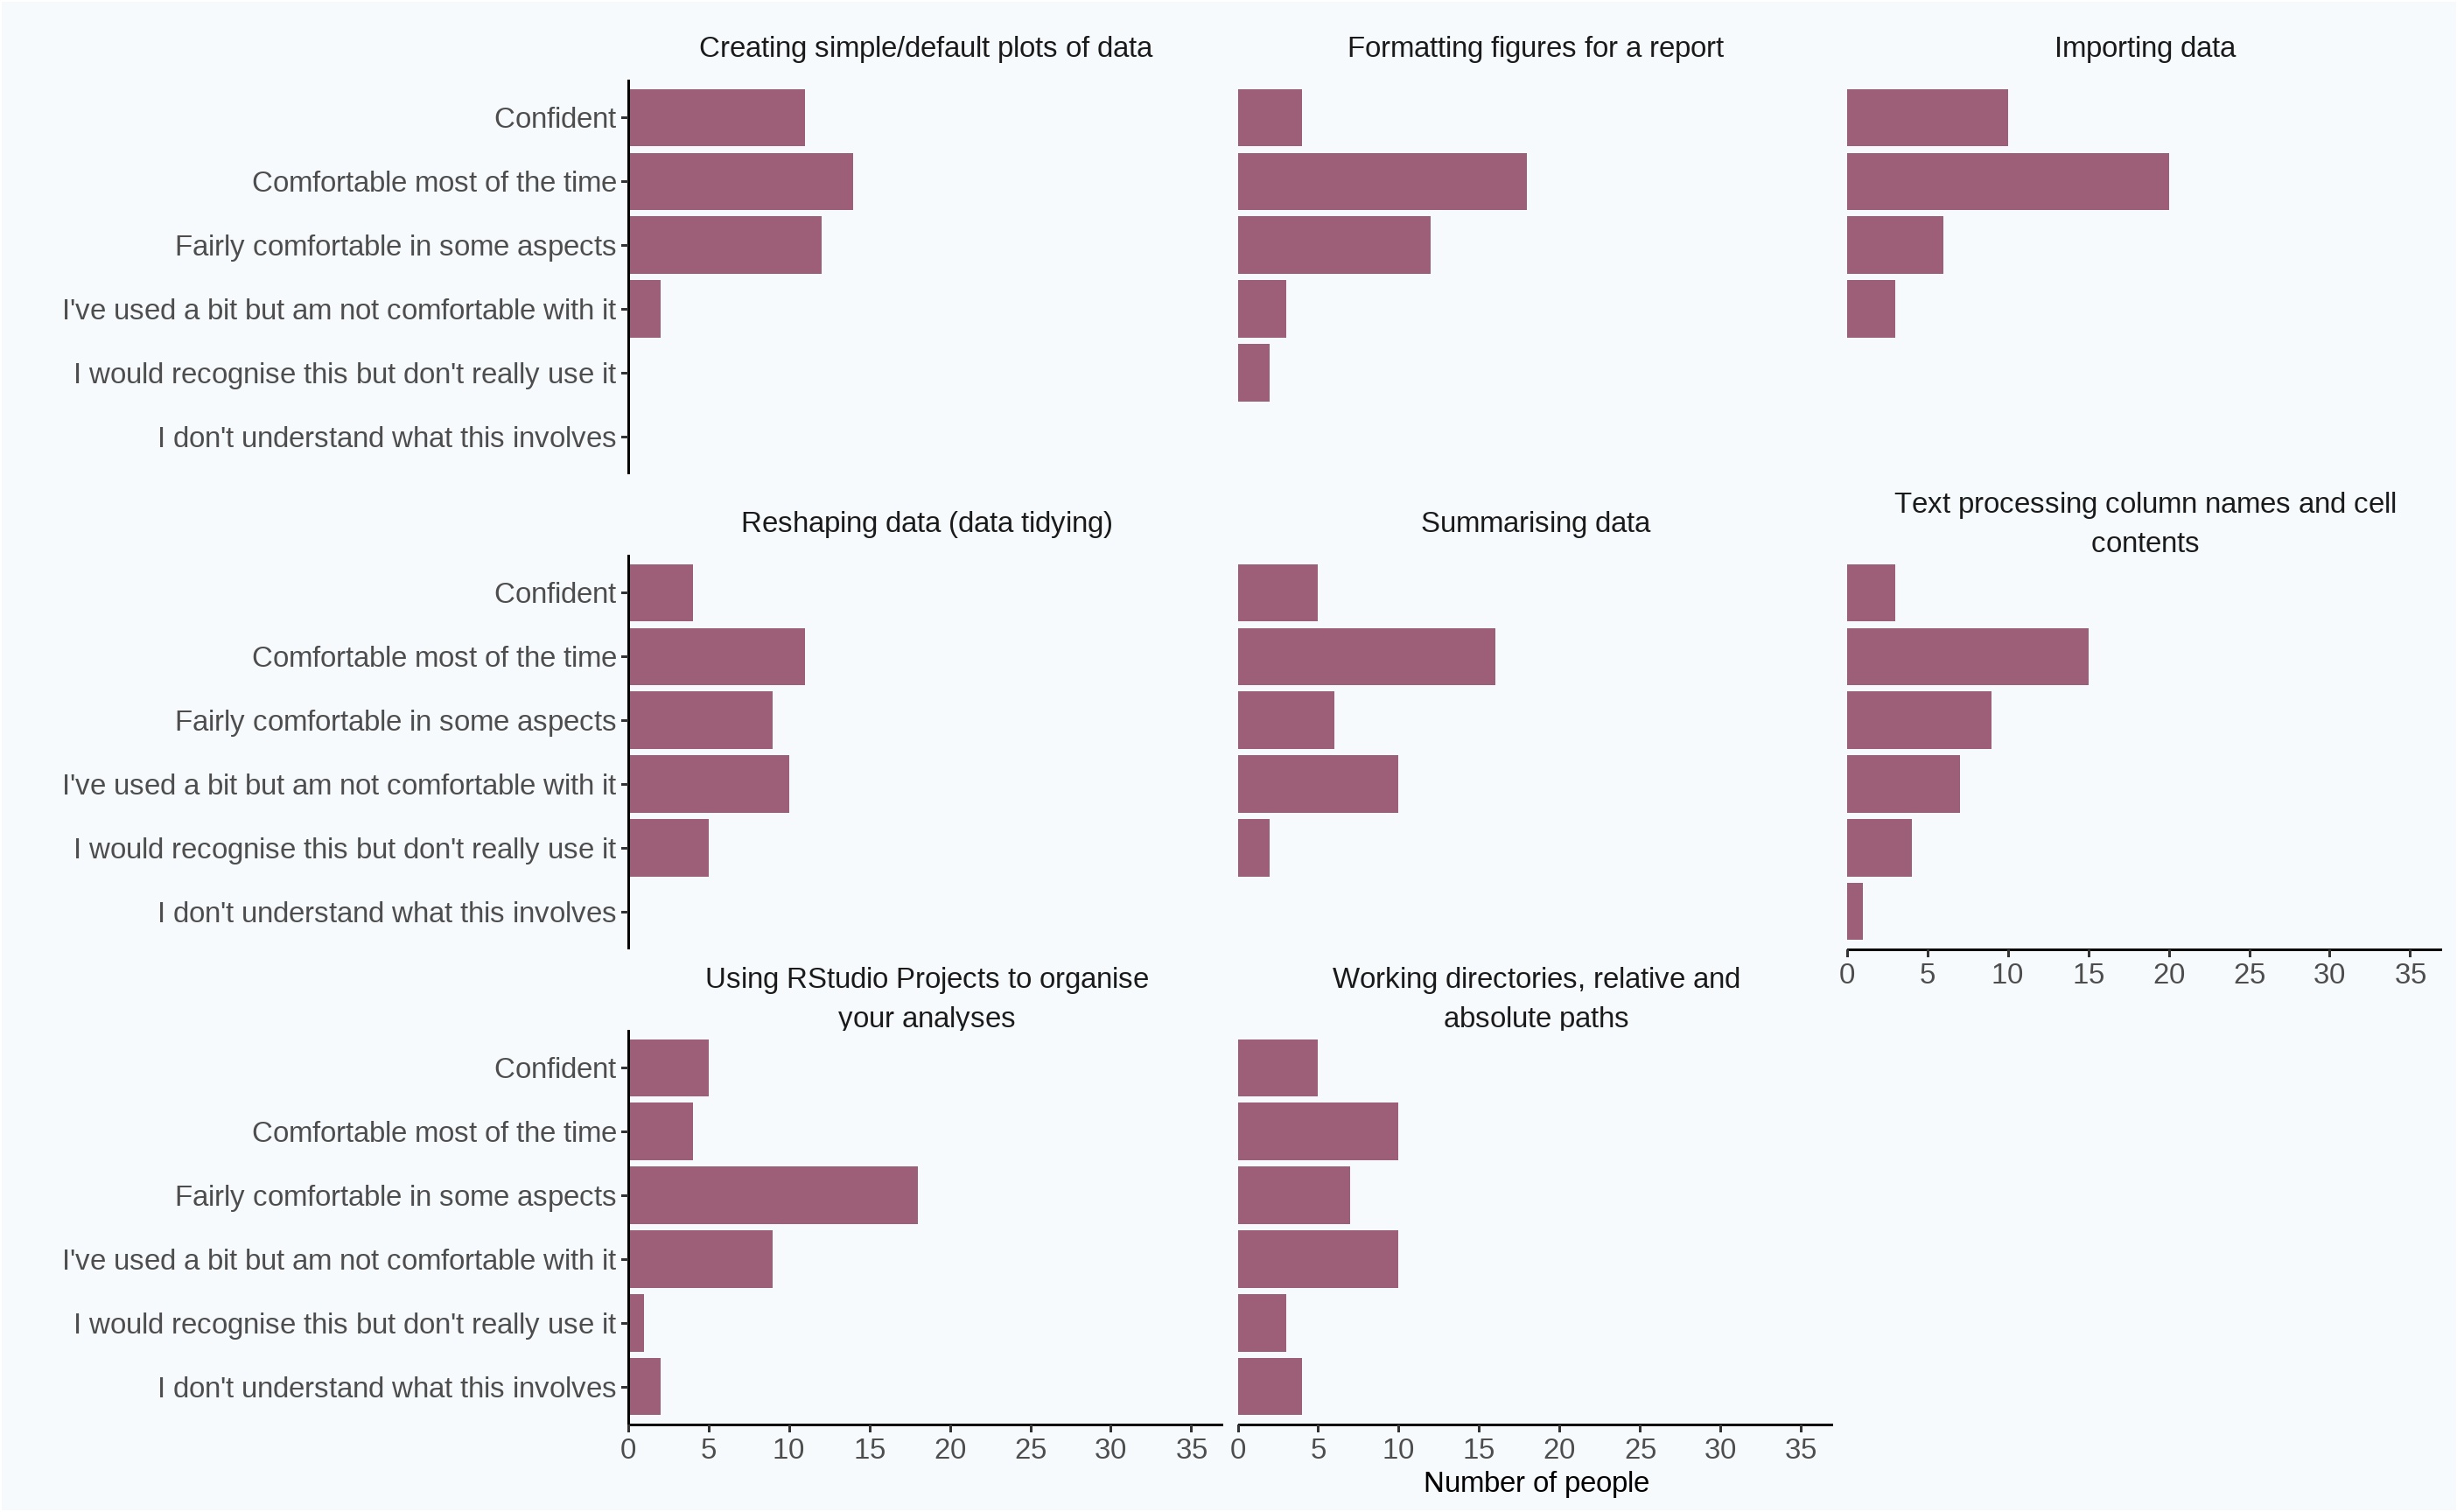 Creating simple/default plots of data
Formatting figures for a report
Importing data
Confident
Comfortable most of the time
Fairly comfortable in some aspects
I've used a bit but am not comfortable with it
I would recognise this but don't really use it
I don't understand what this involves
Reshaping data (data tidying)
Summarising data
Text processing column names and cell
contents
Confident
Comfortable most of the time
Fairly comfortable in some aspects
I've used a bit but am not comfortable with it
I would recognise this but don't really use it
I don't understand what this involves
0 5 10 15 20 25 30 35
Using RStudio Projects to organise
your analyses
Working directories, relative and
absolute paths
Confident
Comfortable most of the time
Fairly comfortable in some aspects
I've used a bit but am not comfortable with it
I would recognise this but don't really use it
I don't understand what this involves
0 5 10 15 20 25 30 35
0 5 10 15 20 25 30 35
Number of people